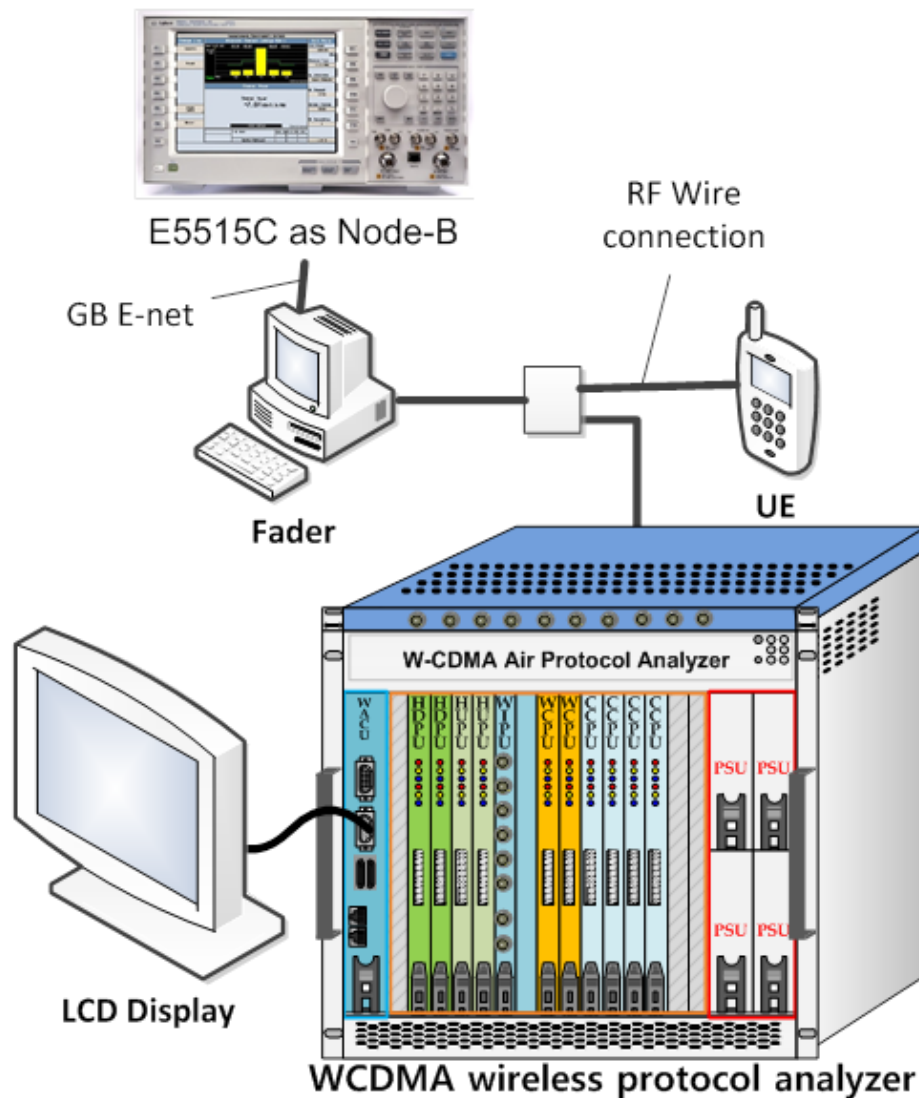 E5515C as Node-B
RF Wire
connection
GB E-net
Fader
UE
W-CDMA Air Protocol Analyzer
WACU
HDPU
HDPU
HUPU
HUPU
WIPU
WCPU
WCPU
CCPU
CCPU
CCPU
CCPU
PSU
PSU
PSU
PSU
LCD Display
WCDMA wireless protocol analyzer